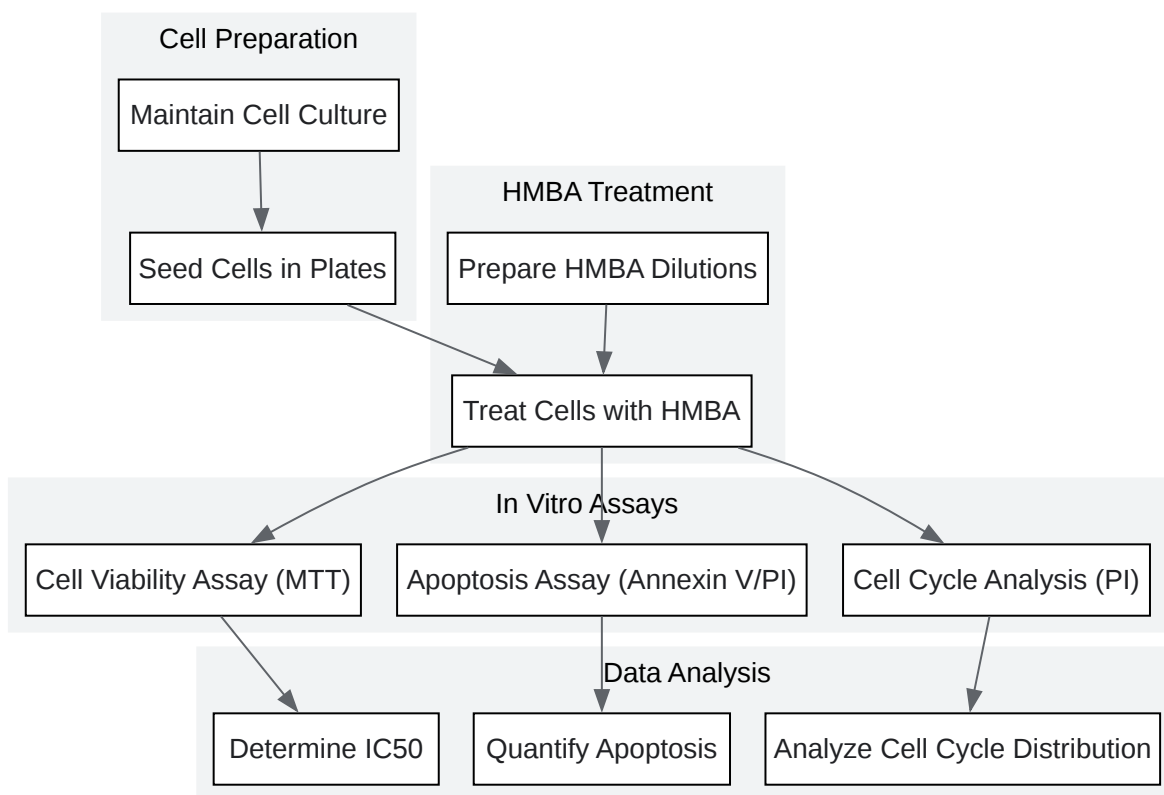 Cell Preparation
Maintain Cell Culture
HMBA Treatment
Seed Cells in Plates
Prepare HMBA Dilutions
Treat Cells with HMBA
In Vitro Assays
Cell Viability Assay (MTT)
Apoptosis Assay (Annexin V/PI)
Cell Cycle Analysis (PI)
Data Analysis
Determine IC50
Quantify Apoptosis
Analyze Cell Cycle Distribution